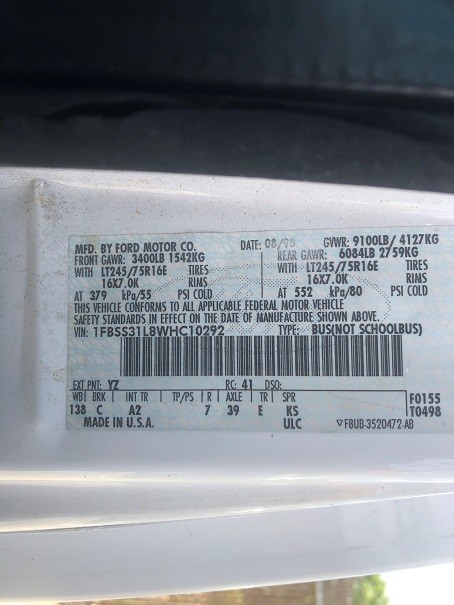 MFD. BY FORD MOTOR CO. DATE: 08/98 GVWR: 9100LB/ 4127KG
FRONT GAWR: 3400LB 1542KG REAR GAWR: 6084LB 2759KG
WITH LT245/75R16E TIRES WITH LT245/75R16E TIRES
16X7.0K RIMS 16X7.0K RIMS
AT 379 kPa/55 PSI COLD AT 552 kPa/80 PSI COLD
THIS VEHICLE CONFORMS TO ALL APPLICABLE FEDERAL MOTOR VEHICLE
SAFETY STANDARDS IN EFFECT ON THE DATE OF MANUFACTURE SHOWN ABOVE.
VIN: 1FBSS31L8WHC10292 TYPE: BUS(NOT SCHOOLBUS)
EXT PNT: YZ RC: 41 DSO:
WB BRK INT TR TP/PS R AXLE TR SPR F0155
138 C A2 7 39 E KS T0498
MADE IN U.S.A. ULC ▽F8UB-3520472-AB